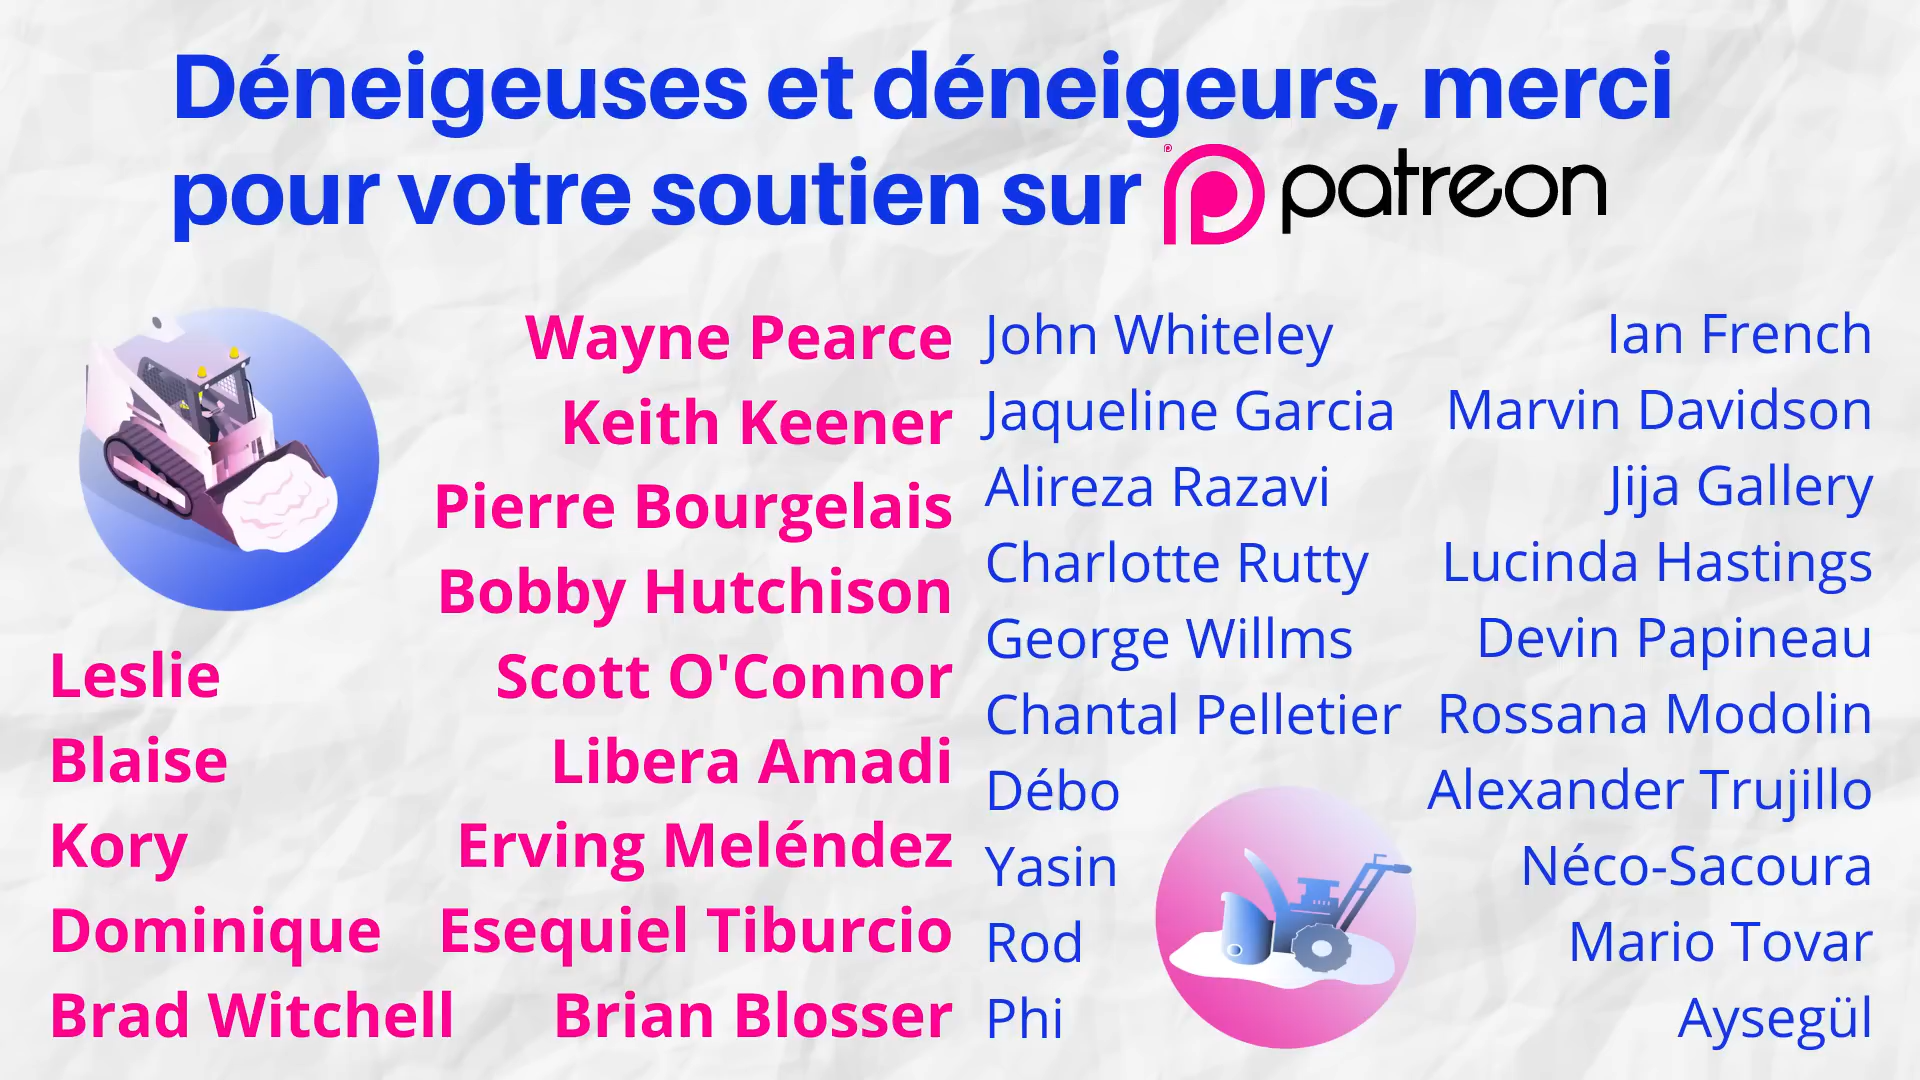 Déneigeuses et déneigeurs, merci
pour votre soutien sur patreon
Leslie
Blaise
Kory
Dominique
Brad Witchell
Wayne Pearce
Keith Keener
Pierre Bourgelais
Bobby Hutchison
Scott O'Connor
Libera Amadi
Erving Meléndez
Esequiel Tiburcio
Brian Blosser
John Whiteley
Jaqueline Garcia
Alireza Razavi
Charlotte Rutty
George Willms
Chantal Pelletier
Débo
Yasin
Rod
Phi
Ian French
Marvin Davidson
Jija Gallery
Lucinda Hastings
Devin Papineau
Rossana Modolin
Alexander Trujillo
Néco-Sacoura
Mario Tovar
Aysegül